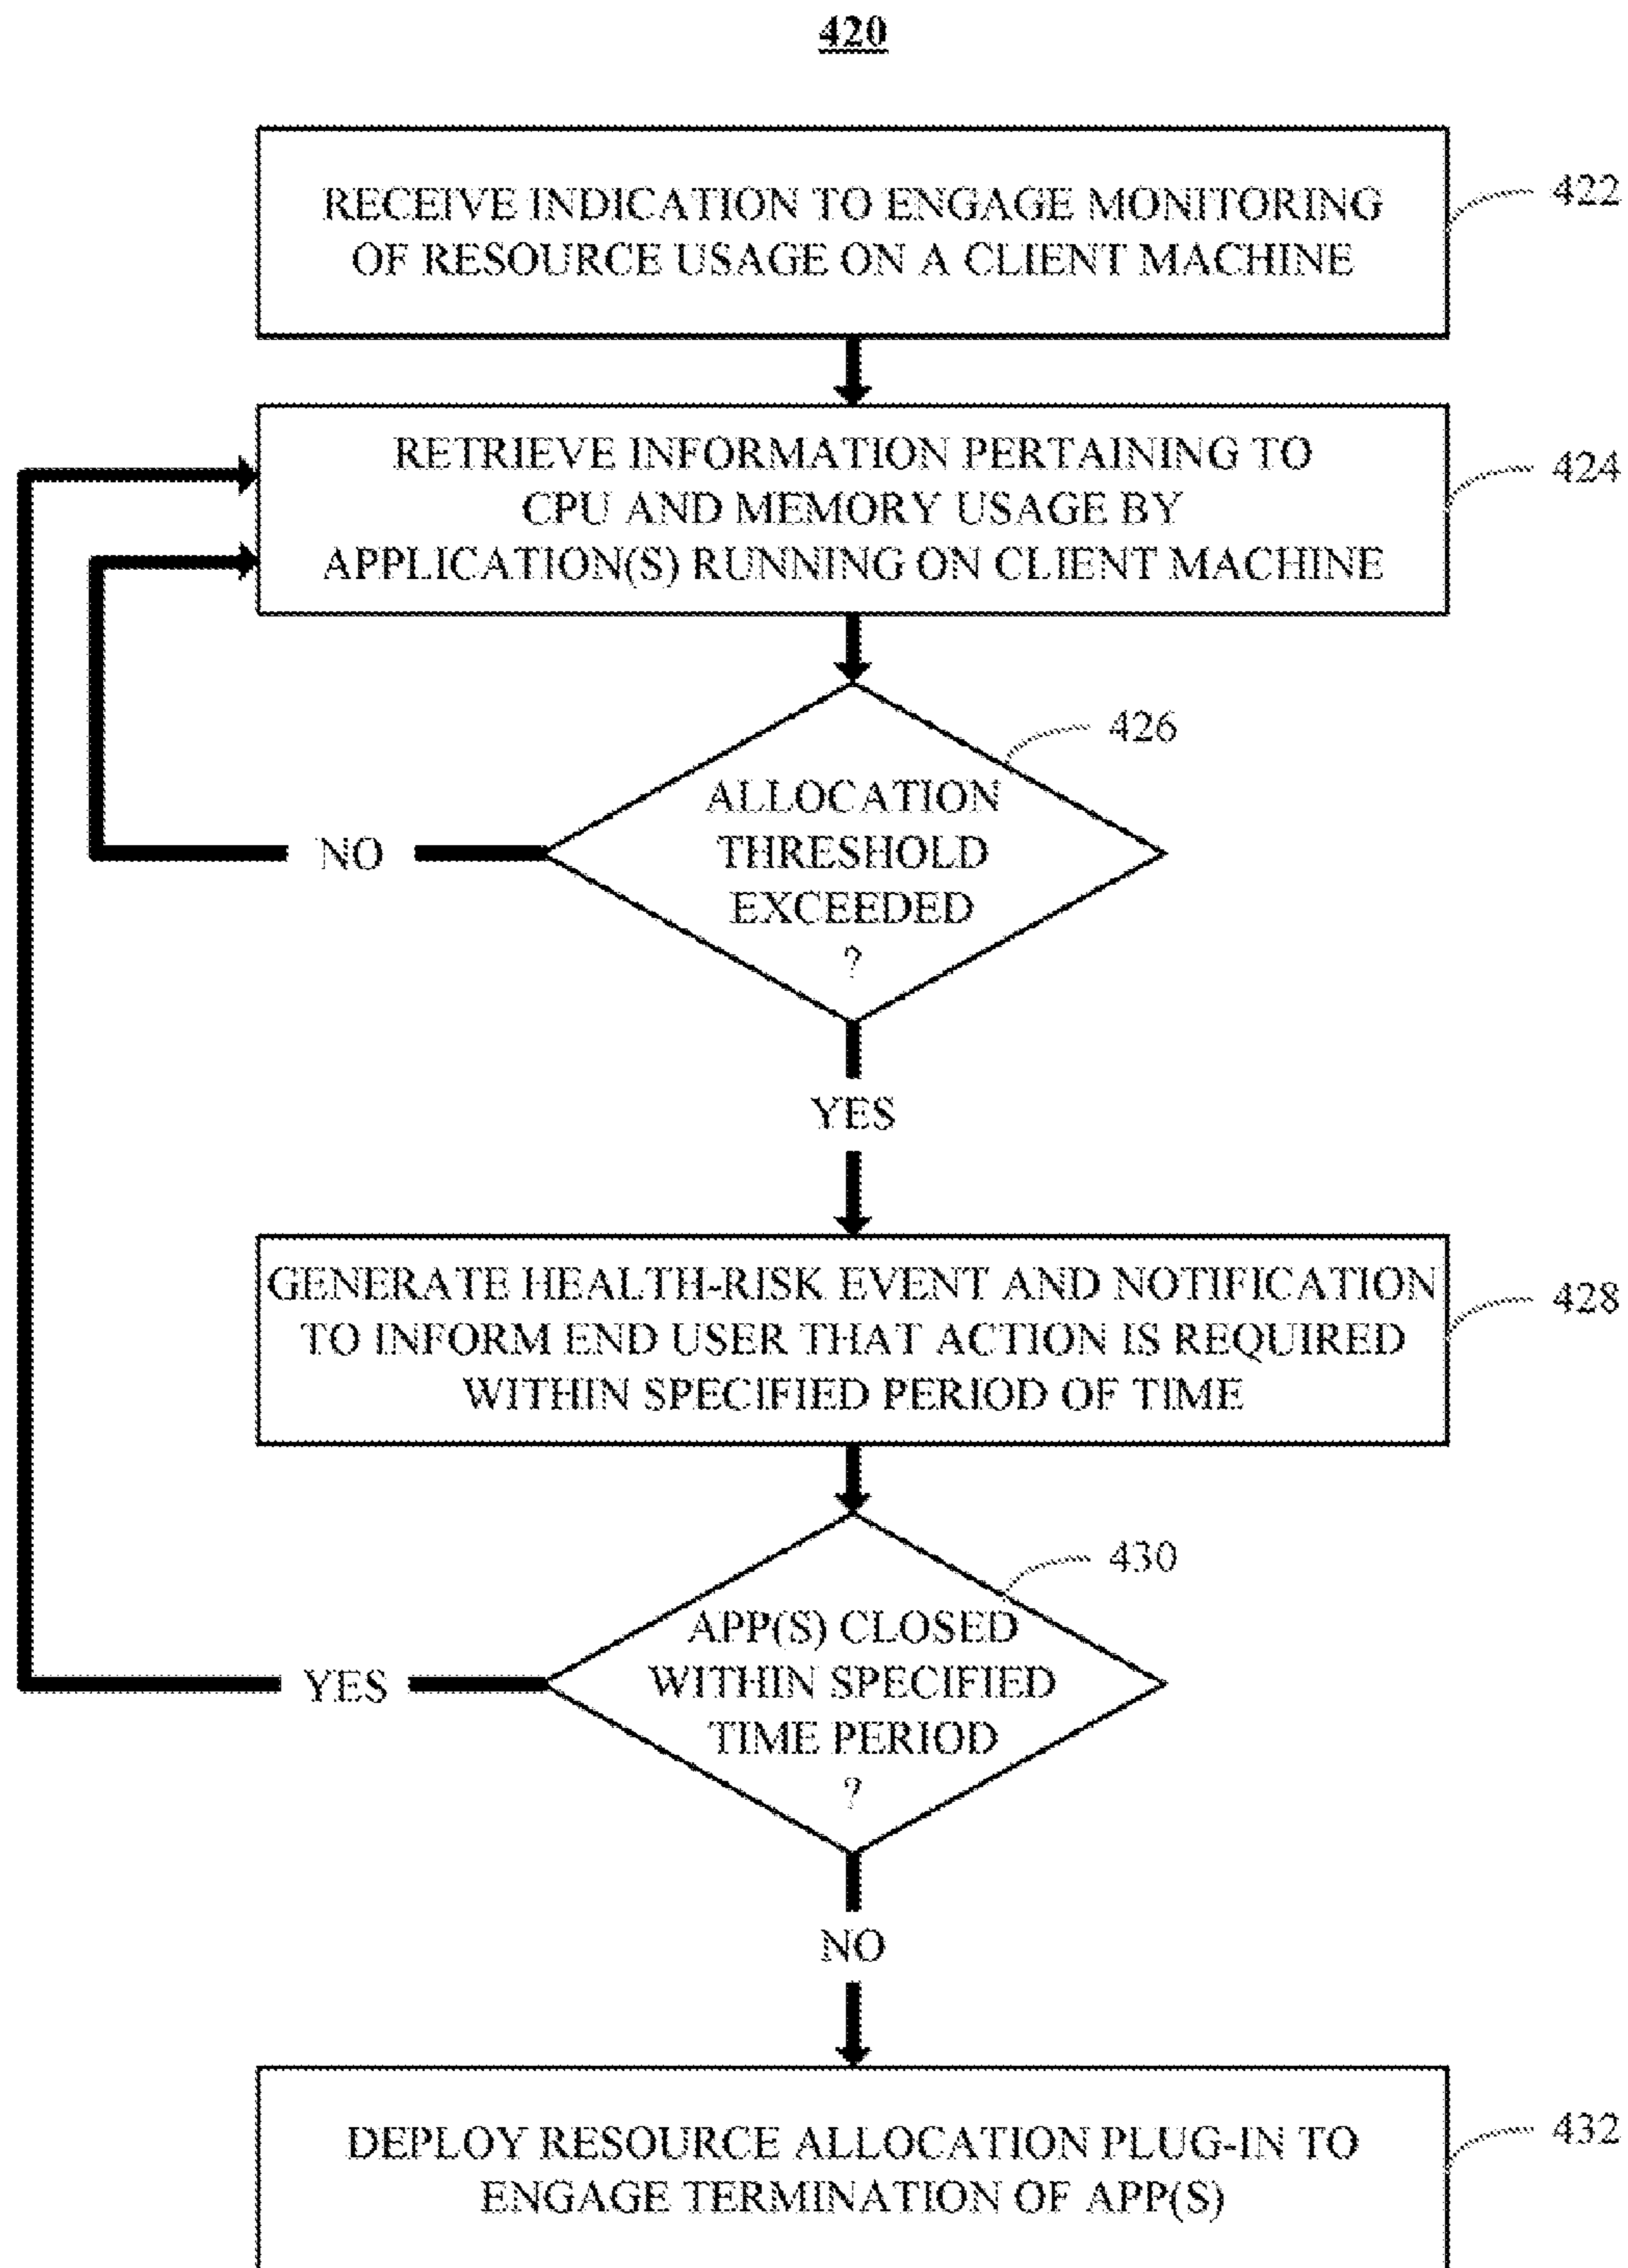 420
RECEIVE INDICATION TO ENGAGE MONITORING
OF RESOURCE USAGE ON A CLIENT MACHINE
422
RETRIEVE INFORMATION PERTAINING TO
CPU AND MEMORY USAGE BY
APPLICATION(S) RUNNING ON CLIENT MACHINE
424
426
ALLOCATION
THRESHOLD
EXCEEDED
?
NO
YES
GENERATE HEALTH-RISK EVENT AND NOTIFICATION
TO INFORM END USER THAT ACTION IS REQUIRED
WITHIN SPECIFIED PERIOD OF TIME
428
430
APP(S) CLOSED
WITHIN SPECIFIED
TIME PERIOD
?
YES
NO
DEPLOY RESOURCE ALLOCATION PLUG-IN TO
ENGAGE TERMINATION OF APP(S)
432